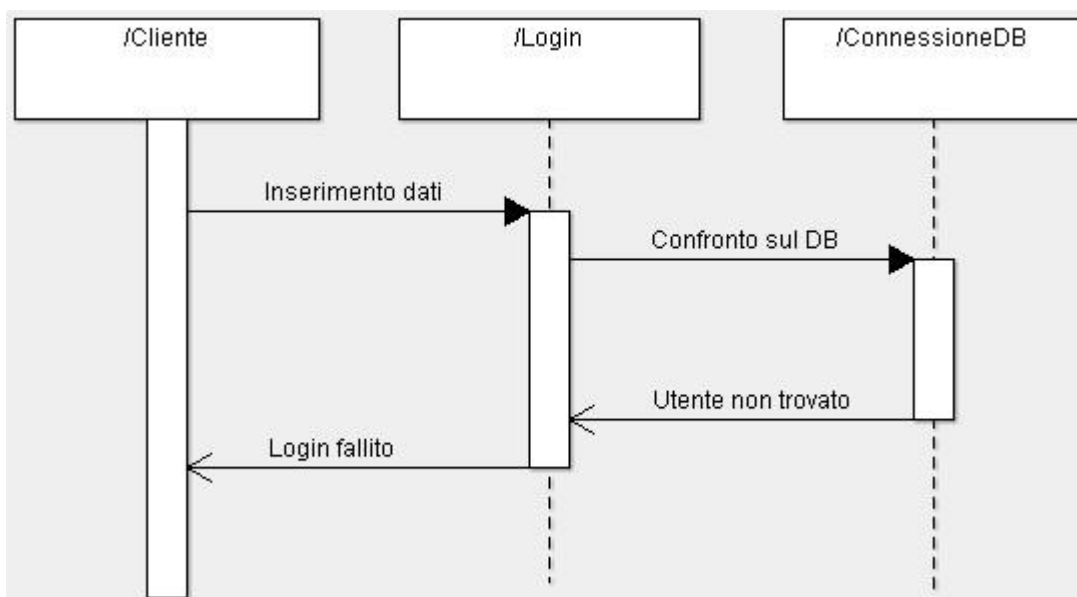 /Cliente
/Login
/ConnessioneDB
Inserimento dati
Confronto sul DB
Utente non trovato
Login fallito